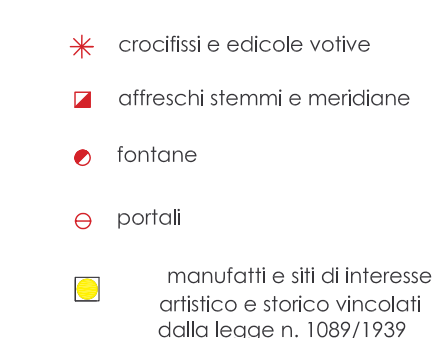 crocifissi e edicole votive
affreschi stemmi e meridiane
fontane
portali
manufatti e siti di interesse
artistico e storico vincolati
dalla legge n. 1089/1939